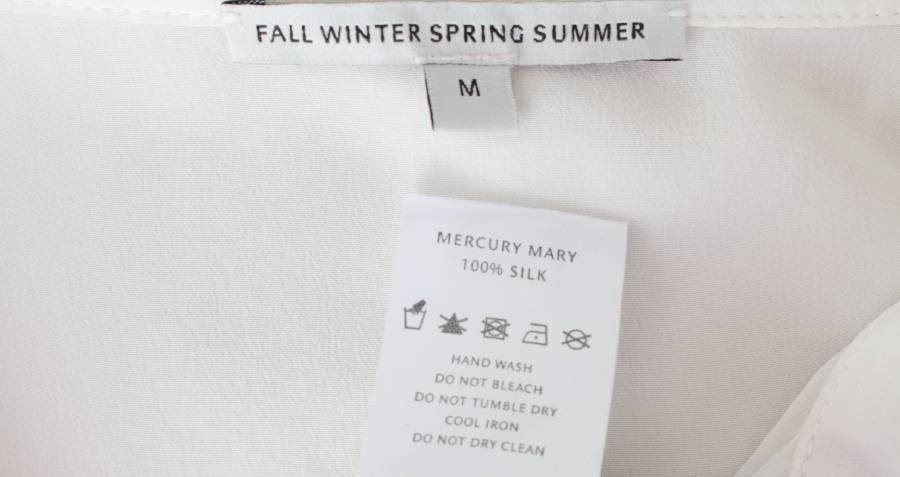 FALL WINTER SPRING SUMMER
M
MERCURY MARY
100% SILK
HAND WASH
DO NOT BLEACH
DO NOT TUMBLE DRY
COOL IRON
DO NOT DRY CLEAN